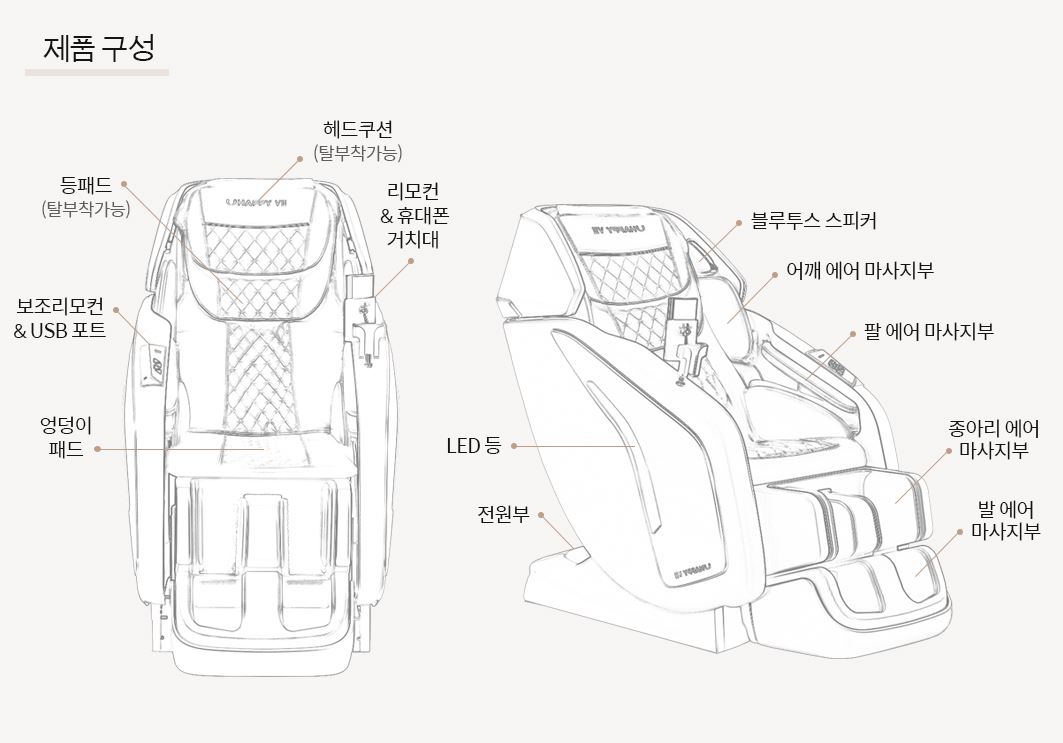 제품 구성
헤드쿠션
(탈부착가능)
등패드
(탈부착가능)
리모컨
& 휴대폰
거치대
보조리모컨
& USB 포트
엉덩이
패드
블루투스 스피커
어깨 에어 마사지부
팔 에어 마사지부
LED 등
종아리 에어
마사지부
전원부
발 에어
마사지부